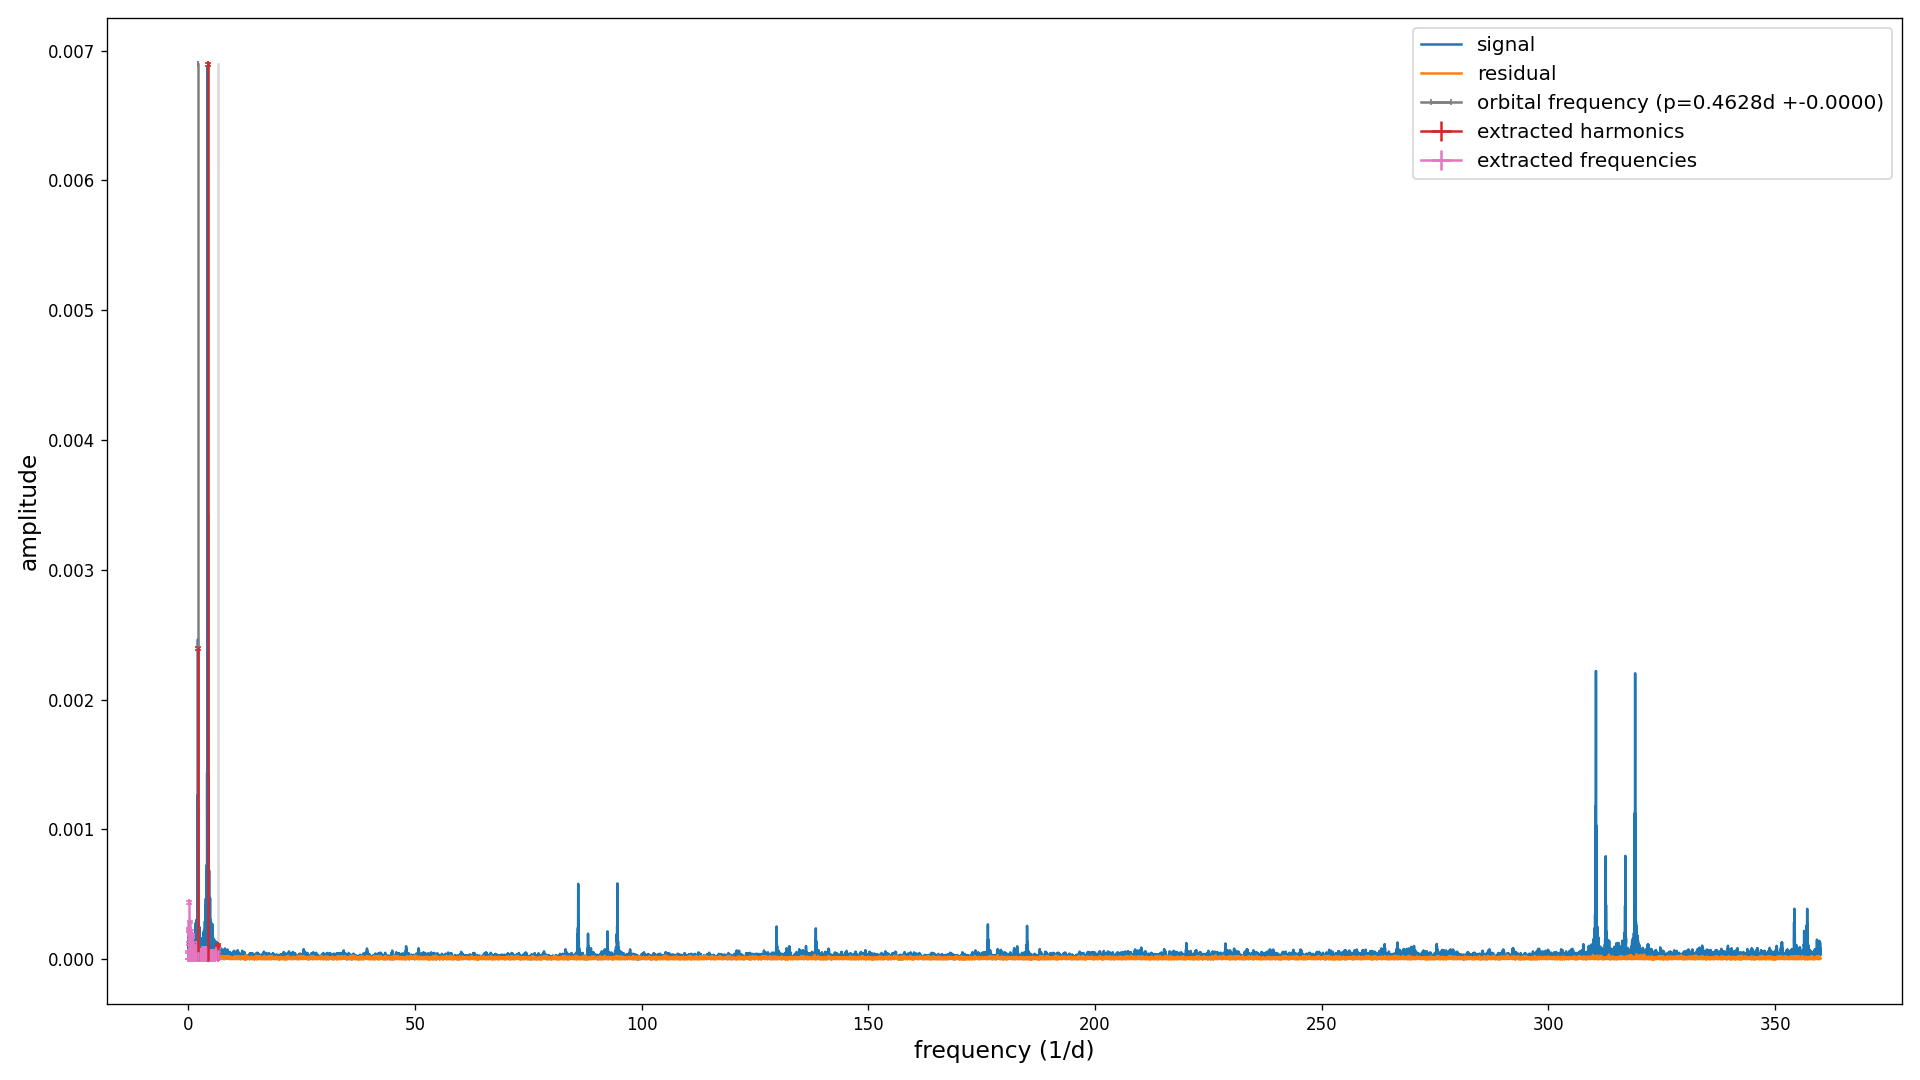 signal
residual
orbital frequency (p=0.4628d +-0.0000)
extracted harmonics
extracted frequencies
0.007
0.006
0.005
0.004
0.003
0.002
0.001
0.000
amplitude
0
50
100
150
200
250
300
350
frequency (1/d)